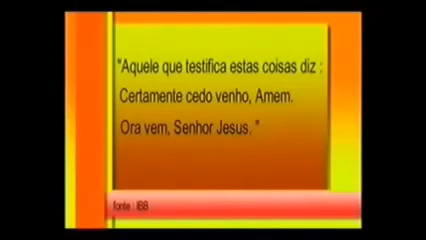 "Aquele que testifica estas coisas diz :
Certamente cedo venho, Amem.
Ora vem, Senhor Jesus. "
fonte : IBB